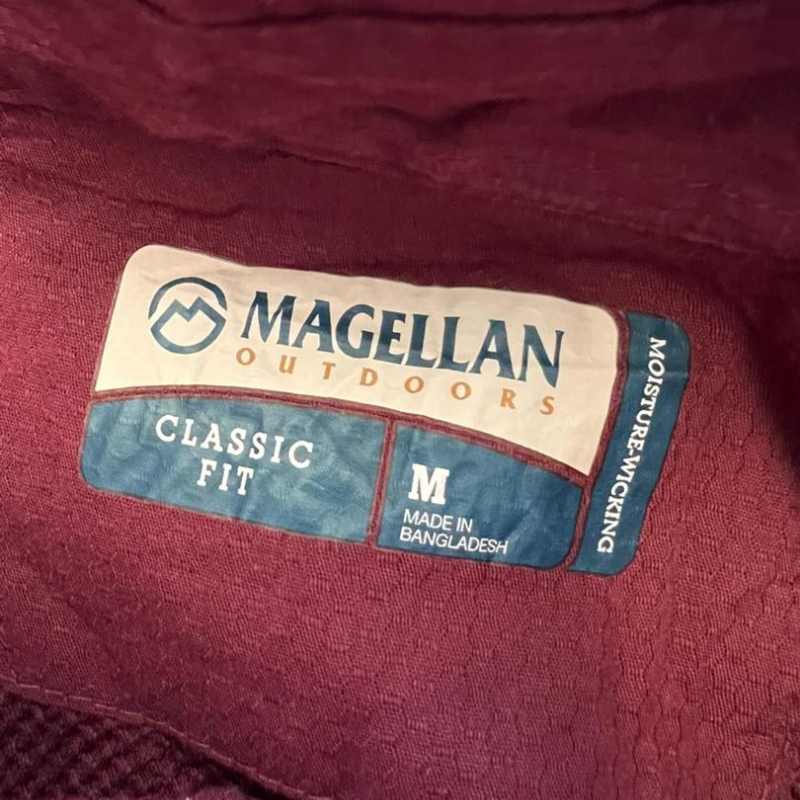 MAGELLAN
OUTDOORS
CLASSIC
FIT
M
MADE IN
BANGLADESH
MOISTURE-WICKING